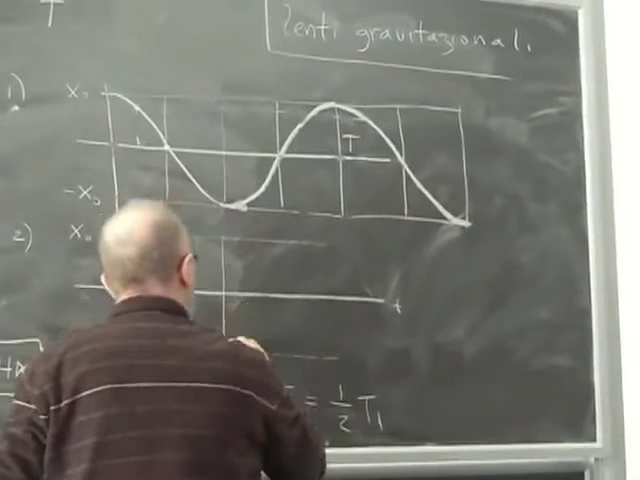 T
lenti gravitazionali
1)
x₀
T
-x₀
2)
x₀
t
= 1/2 T₁